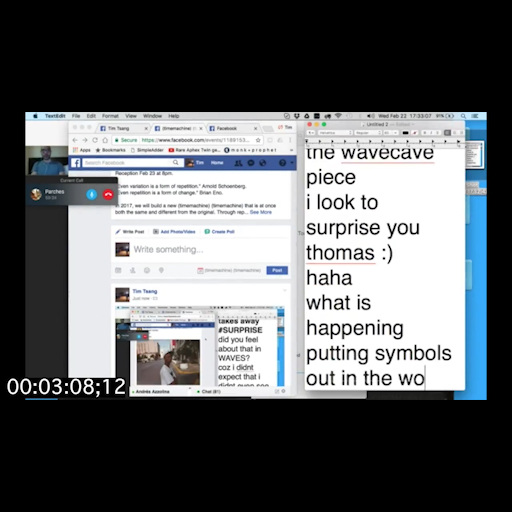 TextEdit File Edit Format View Window Help
Wed Feb 22 17:33:07
Tim Tsang
(timemachine) (
Facebook
Tim
Secure https://www.facebook.com/events/1189153
Apps Bookmarks SimpleAdder Rare Aphex Twin
Search Facebook
Tim Home
Current Call
Parches
Reception Feb 23 at 8pm.
"Even variation is a form of repetition." Arnold Schoenberg.
"Even repetition is a form of change." Brian Eno.
In 2017, we will build a new (timemachine) (timemachine) that is at once
both the same and different from the original. Through rep... See More
Write Post Add Photo/Video Create Poll
Write something...
(timemachine) (timemachine) Post
Tim Tsang
Just now
takes away
#SURPRISE
did you feel
about that in
WAVES?
coz i didnt
expect that i
didnt even see
Andrés Azzolina Chat (81)
Untitled 2
the wavecave
piece
i look to
surprise you
thomas :)
haha
what is
happening
putting symbols
out in the wo
00:03:08;12